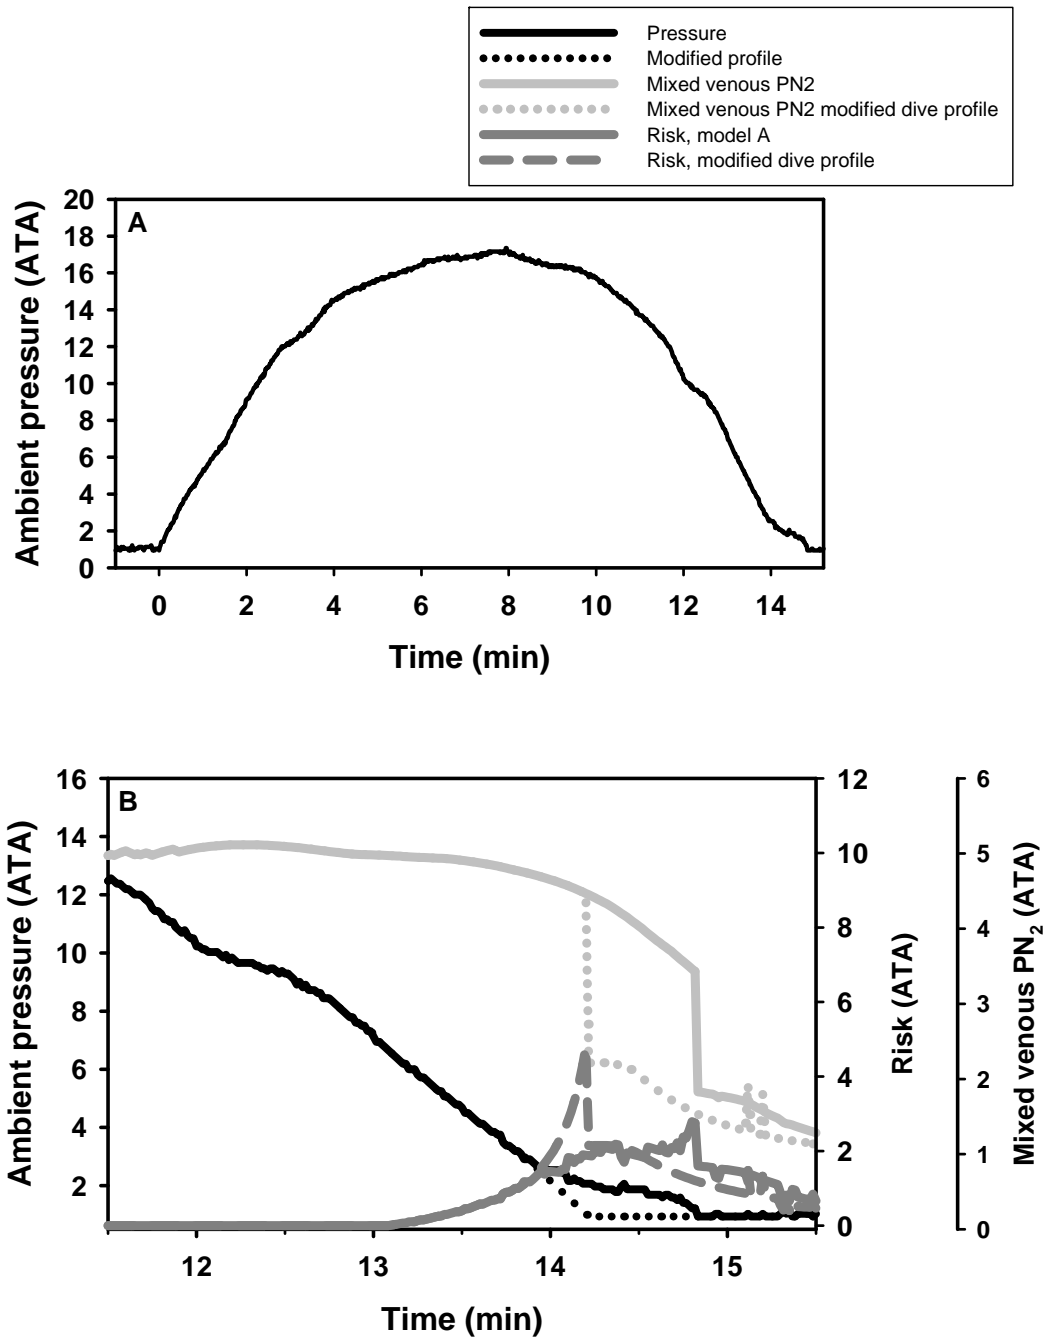 Pressure
Modified profile
Mixed venous PN2
Mixed venous PN2 modified dive profile
Risk, model A
Risk, modified dive profile
A
Ambient pressure (ATA)
20
18
16
14
12
10
8
6
4
2
0
0 2 4 6 8 10 12 14
Time (min)
B
Ambient pressure (ATA)
16
14
12
10
8
6
4
2
12
10
8
6
4
2
0
Risk (ATA)
6
5
4
3
2
1
0
Mixed venous PN2 (ATA)
12 13 14 15
Time (min)